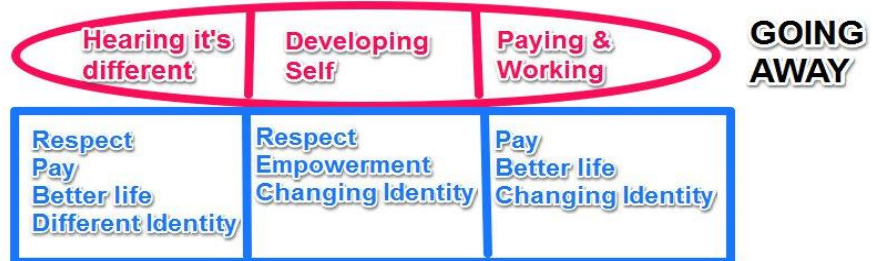 Hearing it's
different
Developing
Self
Paying &
Working
GOING
AWAY
Respect
Pay
Better life
Different Identity
Respect
Empowerment
Changing Identity
Pay
Better life
Changing Identity